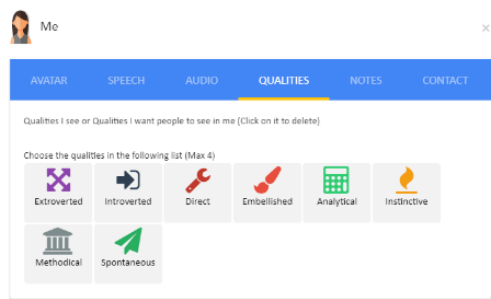 Me
×
AVATAR SPEECH AUDIO QUALITIES NOTES CONTACT
Qualities I see or Qualities I want people to see in me (Click on it to delete)
Choose the qualities in the following list (Max 4)
Extroverted Introverted Direct Embellished Analytical Instinctive
Methodical Spontaneous